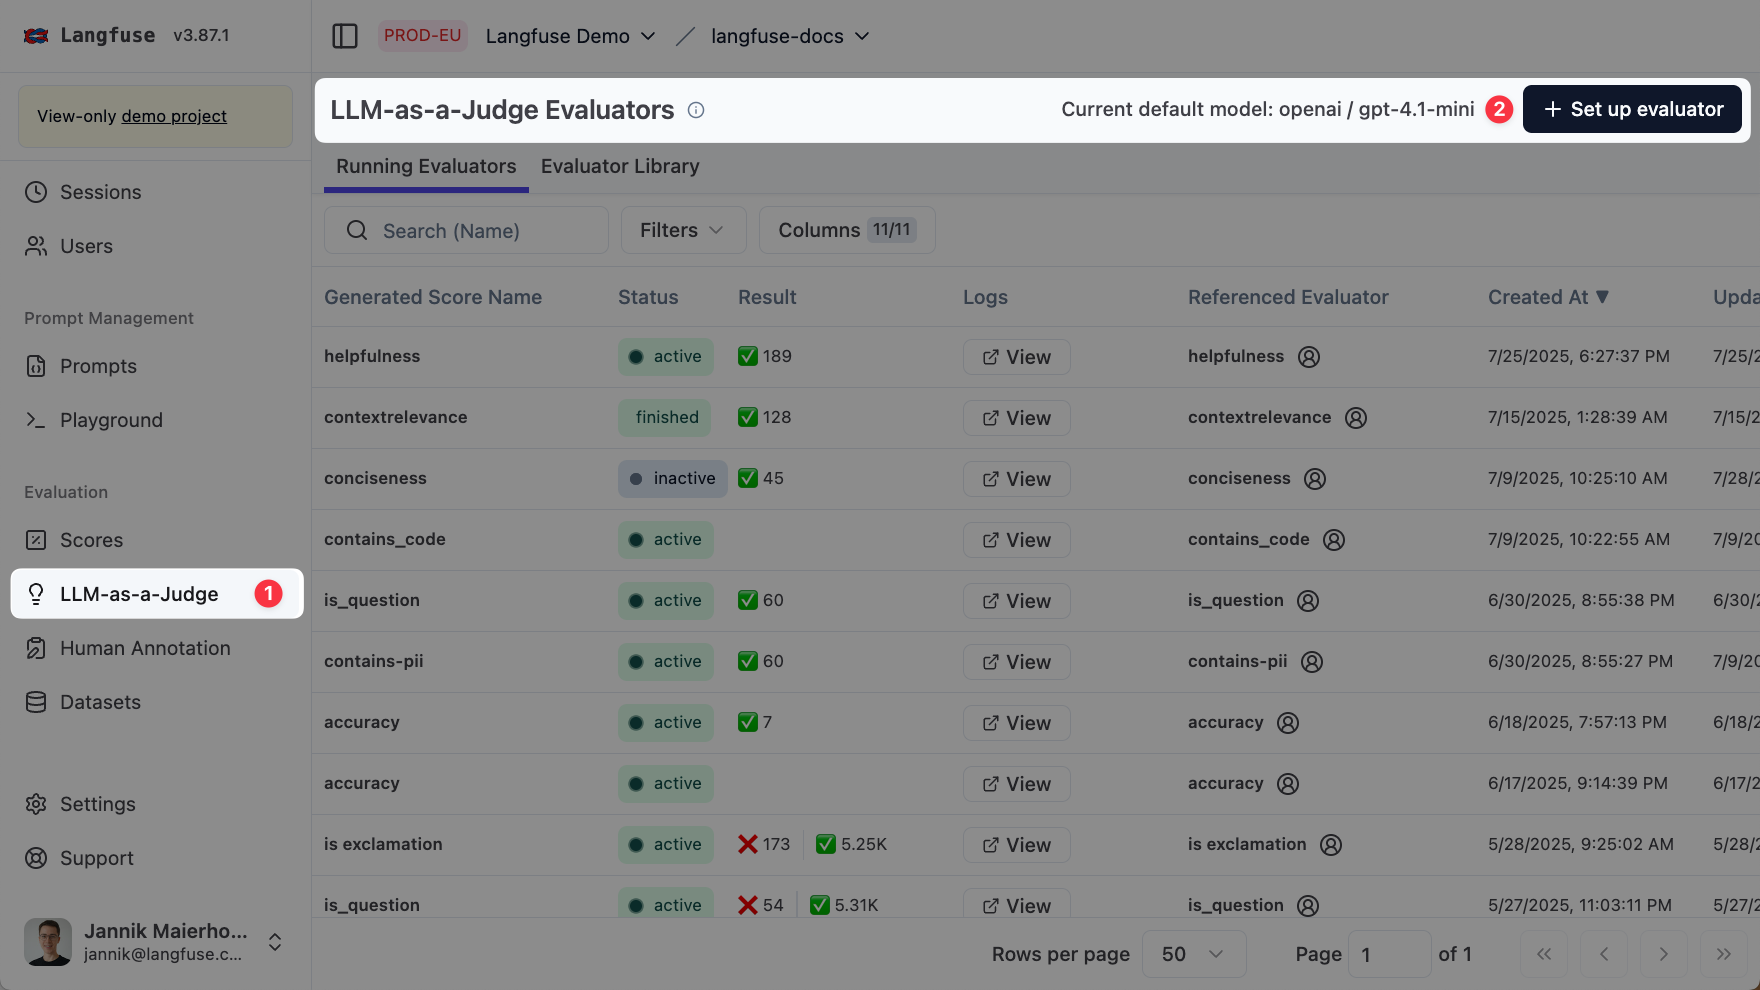 Langfuse v3.87.1
PROD-EU Langfuse Demo / langfuse-docs
View-only demo project
Sessions
Users
Prompt Management
Prompts
Playground
Evaluation
Scores
LLM-as-a-Judge 1
Human Annotation
Datasets
Settings
Support
Jannik Maierho...
jannik@langfuse.c...
LLM-as-a-Judge Evaluators
Current default model: openai / gpt-4.1-mini 2 + Set up evaluator
Running Evaluators Evaluator Library
Search (Name) Filters Columns 11/11
Generated Score Name Status Result Logs Referenced Evaluator Created At ▼ Upda
helpfulness active ✅ 189 View helpfulness 7/25/2025, 6:27:37 PM 7/25/2
contextrelevance finished ✅ 128 View contextrelevance 7/15/2025, 1:28:39 AM 7/15/2
conciseness inactive ✅ 45 View conciseness 7/9/2025, 10:25:10 AM 7/28/2
contains_code active View contains_code 7/9/2025, 10:22:55 AM 7/9/20
is_question active ✅ 60 View is_question 6/30/2025, 8:55:38 PM 6/30/2
contains-pii active ✅ 60 View contains-pii 6/30/2025, 8:55:27 PM 7/9/20
accuracy active ✅ 7 View accuracy 6/18/2025, 7:57:13 PM 6/18/2
accuracy active View accuracy 6/17/2025, 9:14:39 PM 6/17/2
is exclamation active ❌ 173 ✅ 5.25K View is exclamation 5/28/2025, 9:25:02 AM 5/28/2
is_question active ❌ 54 ✅ 5.31K View is_question 5/27/2025, 11:03:11 PM 5/27/2
Rows per page 50 Page 1 of 1